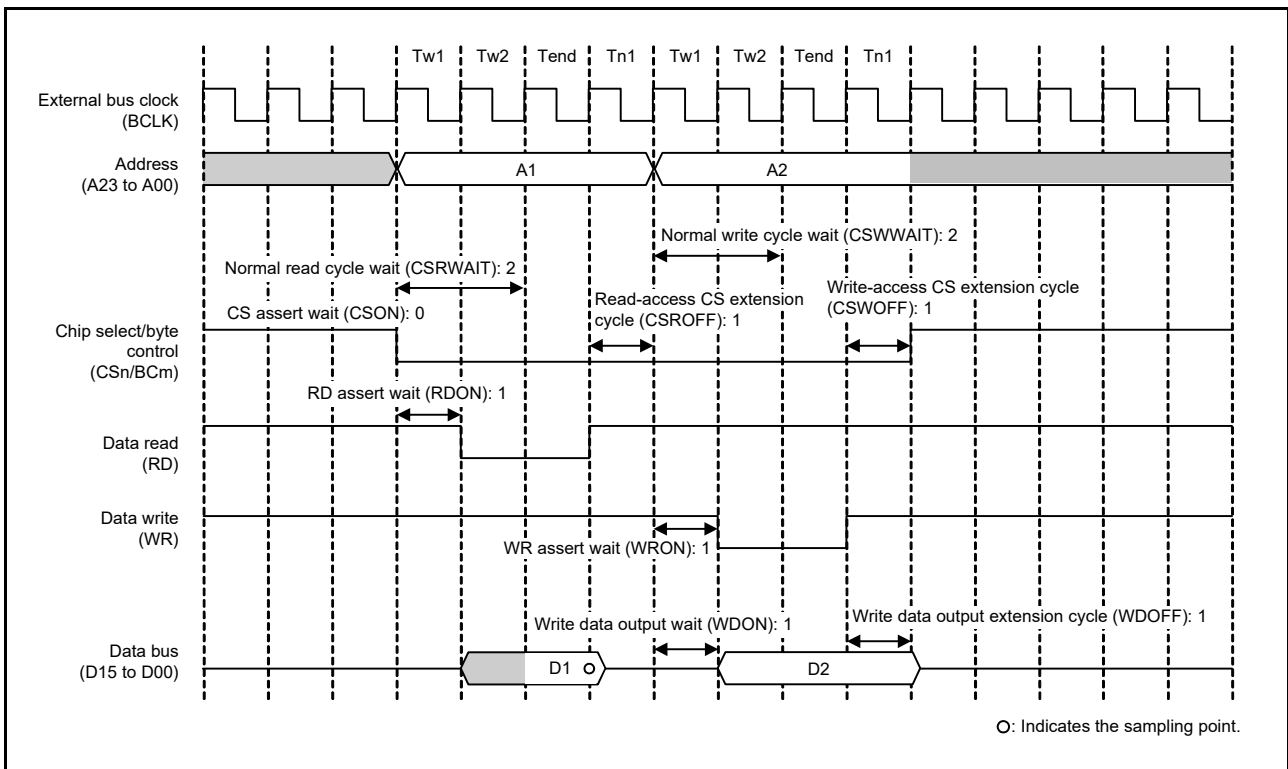 Tw1 Tw2 Tend Tn1 Tw1 Tw2 Tend Tn1
External bus clock
(BCLK)
Address
(A23 to A00)
A1
A2
Normal write cycle wait (CSWWAIT): 2
Normal read cycle wait (CSRWAIT): 2
CS assert wait (CSON): 0
Read-access CS extension
cycle (CSROFF): 1
Write-access CS extension cycle
(CSWOFF): 1
Chip select/byte
control
(CSn/BCm)
RD assert wait (RDON): 1
Data read
(RD)
Data write
(WR)
WR assert wait (WRON): 1
Write data output wait (WDON): 1
Write data output extension cycle (WDOFF): 1
Data bus
(D15 to D00)
D1
D2
O: Indicates the sampling point.